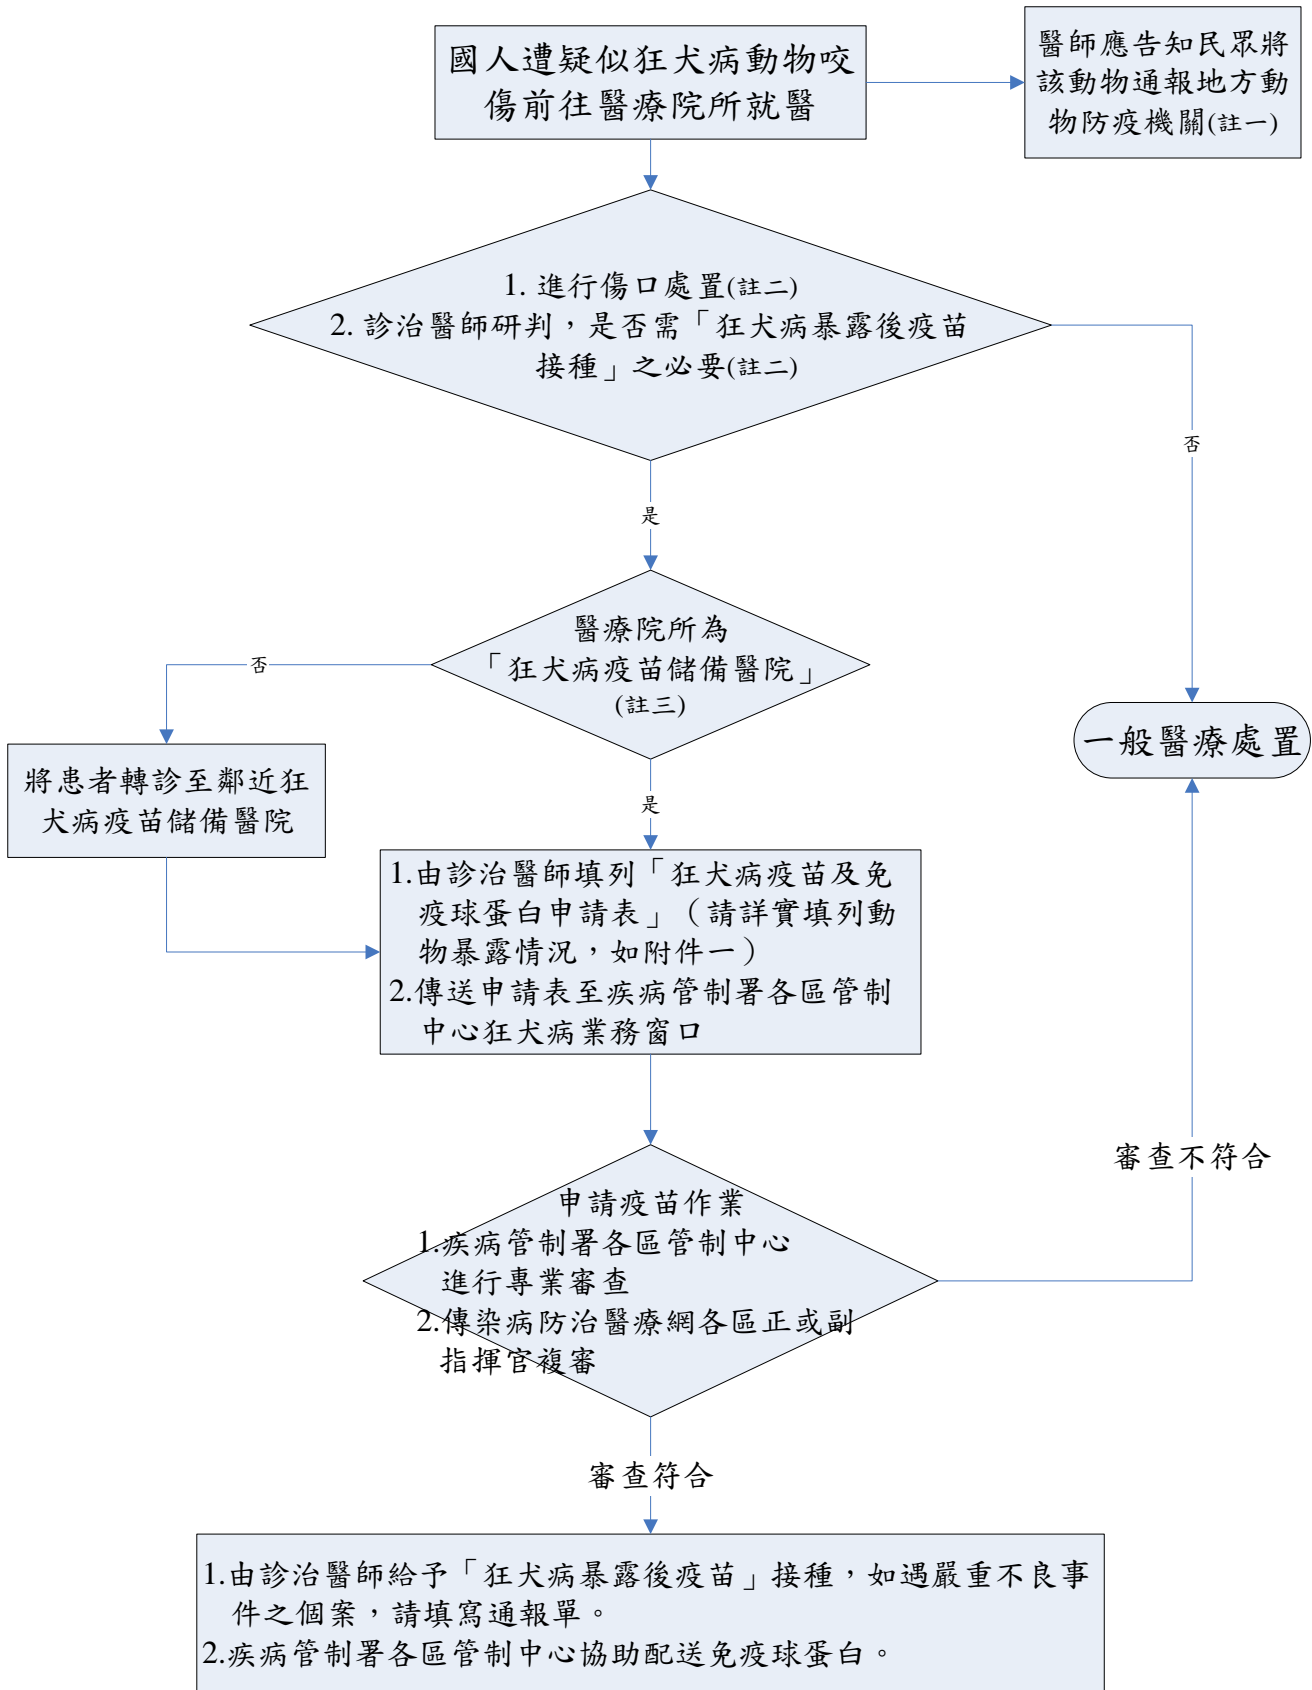 國人遭疑似狂犬病動物咬
傷前往醫療院所就醫
醫師應告知民眾將
該動物通報地方動
物防疫機關(註一)
1. 進行傷口處置(註二)
2. 診治醫師研判，是否需「狂犬病暴露後疫苗
接種」之必要(註二)
否
是
醫療院所為
「狂犬病疫苗儲備醫院」
(註三)
否
一般醫療處置
將患者轉診至鄰近狂
犬病疫苗儲備醫院
是
1.由診治醫師填列「狂犬病疫苗及免
疫球蛋白申請表」（請詳實填列動
物暴露情況，如附件一）
2.傳送申請表至疾病管制署各區管制
中心狂犬病業務窗口
審查不符合
申請疫苗作業
1.疾病管制署各區管制中心
進行專業審查
2.傳染病防治醫療網各區正或副
指揮官複審
審查符合
1.由診治醫師給予「狂犬病暴露後疫苗」接種，如遇嚴重不良事
件之個案，請填寫通報單。
2.疾病管制署各區管制中心協助配送免疫球蛋白。